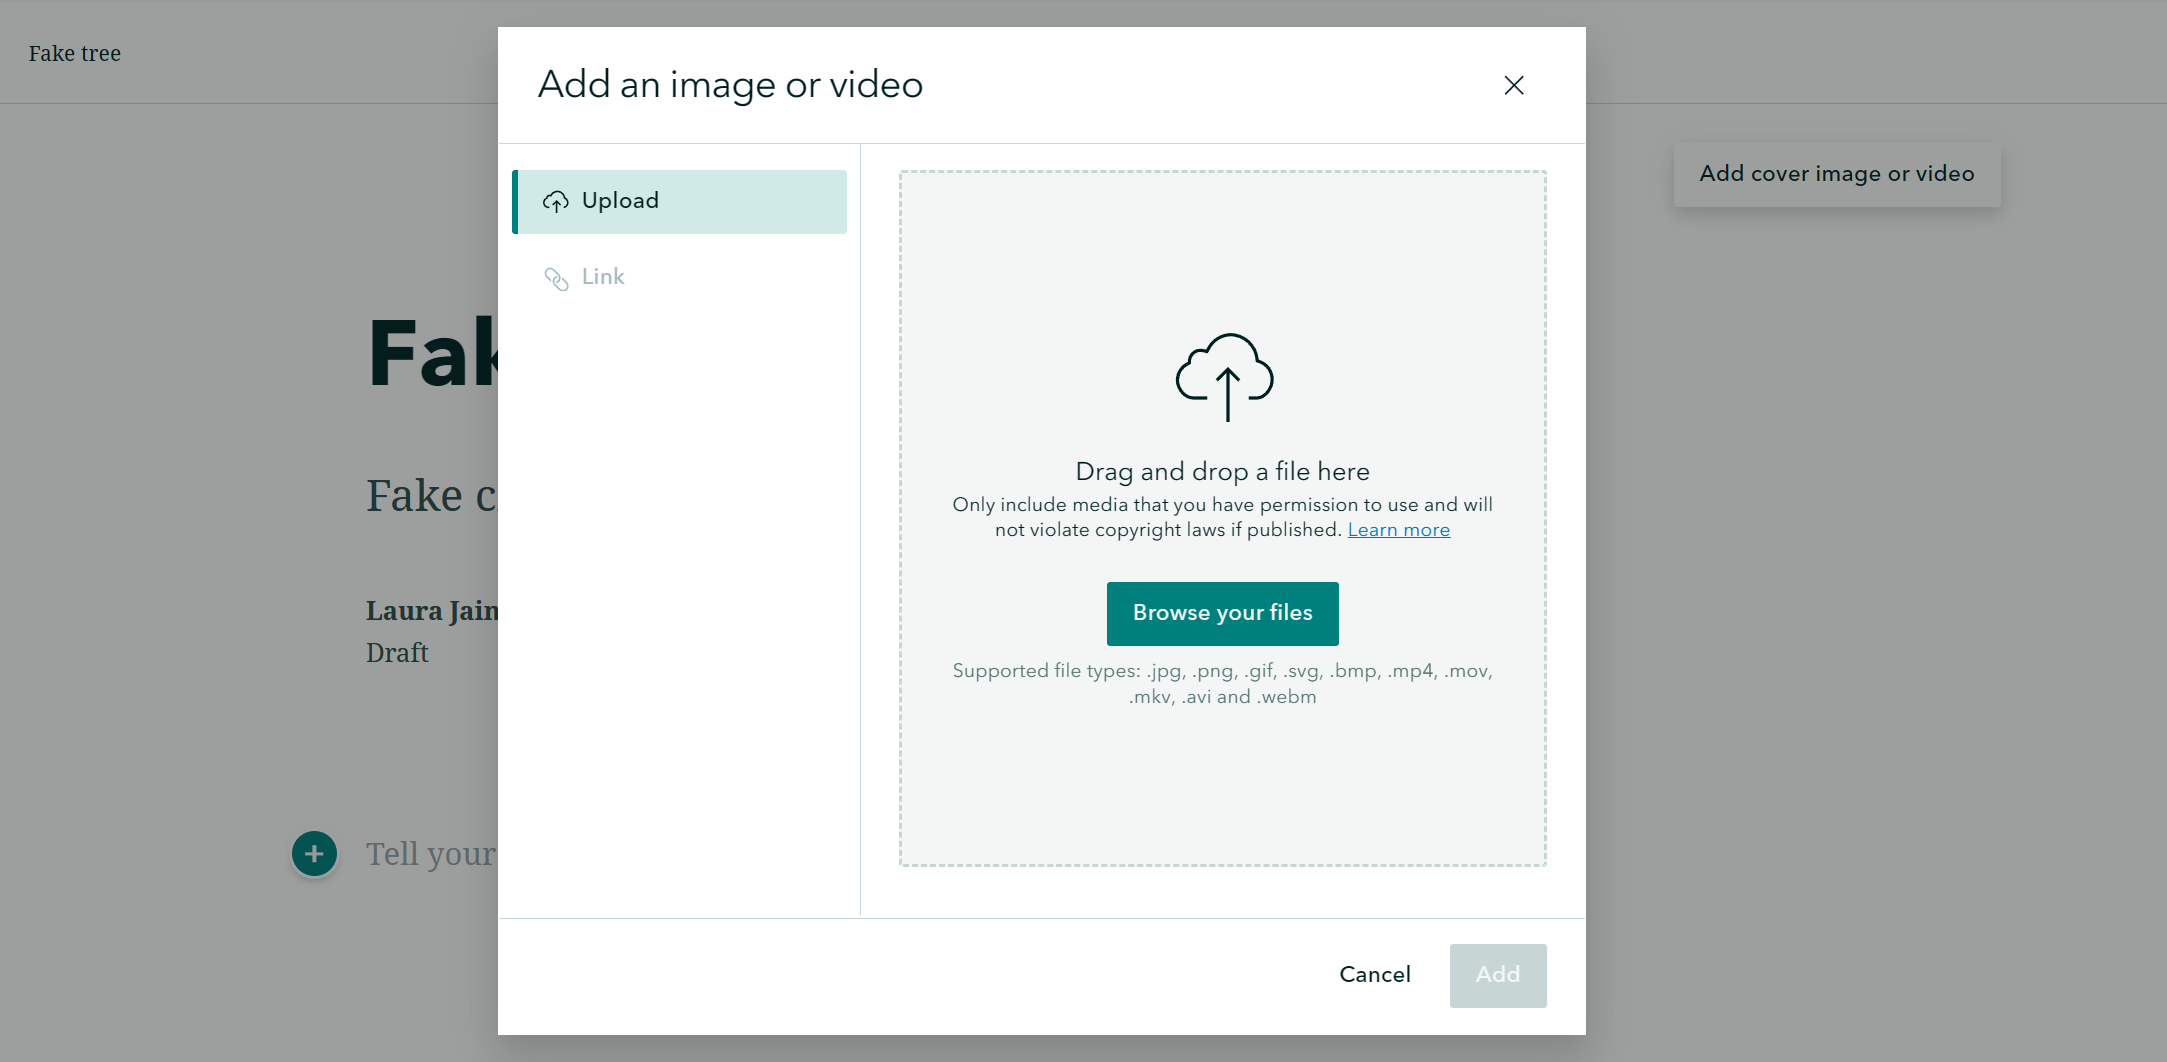 Fake tree
Add an image or video
Add cover image or video
Upload
Link
Drag and drop a file here
Only include media that you have permission to use and will
not violate copyright laws if published. Learn more
Browse your files
Supported file types: .jpg, .png, .gif, .svg, .bmp, .mp4, .mov,
.mkv, .avi and .webm
Fake
Laura
Draft
Tell your
Cancel
Add